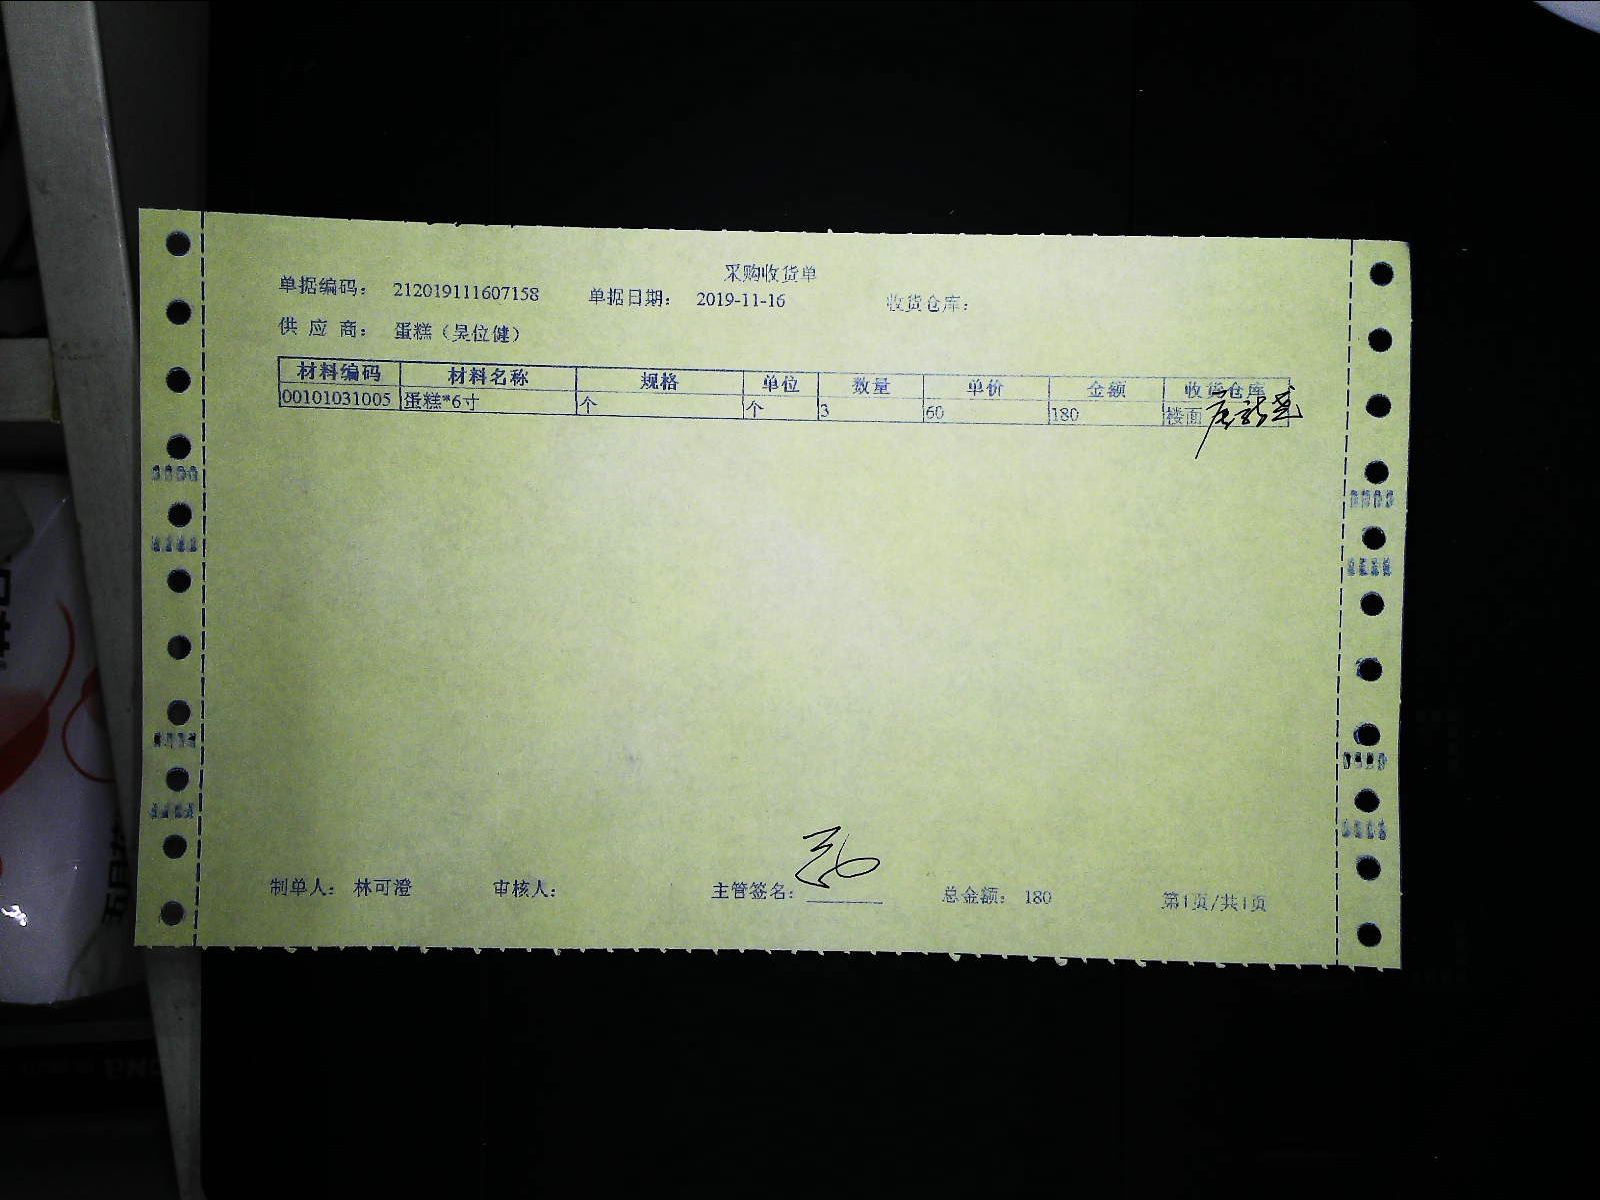 采购收货单
单据编码： 212019111607158 单据日期： 2019-11-16 收货仓库：
供 应 商： 蛋糕（吴位健）
材料编码 材料名称 规格 单位 数量 单价 金额 收货仓库
00101031005 蛋糕*6寸 个 个 3 60 180 楼面
制单人： 林可澄 审核人： 主管签名： 总金额： 180 第1页/共1页